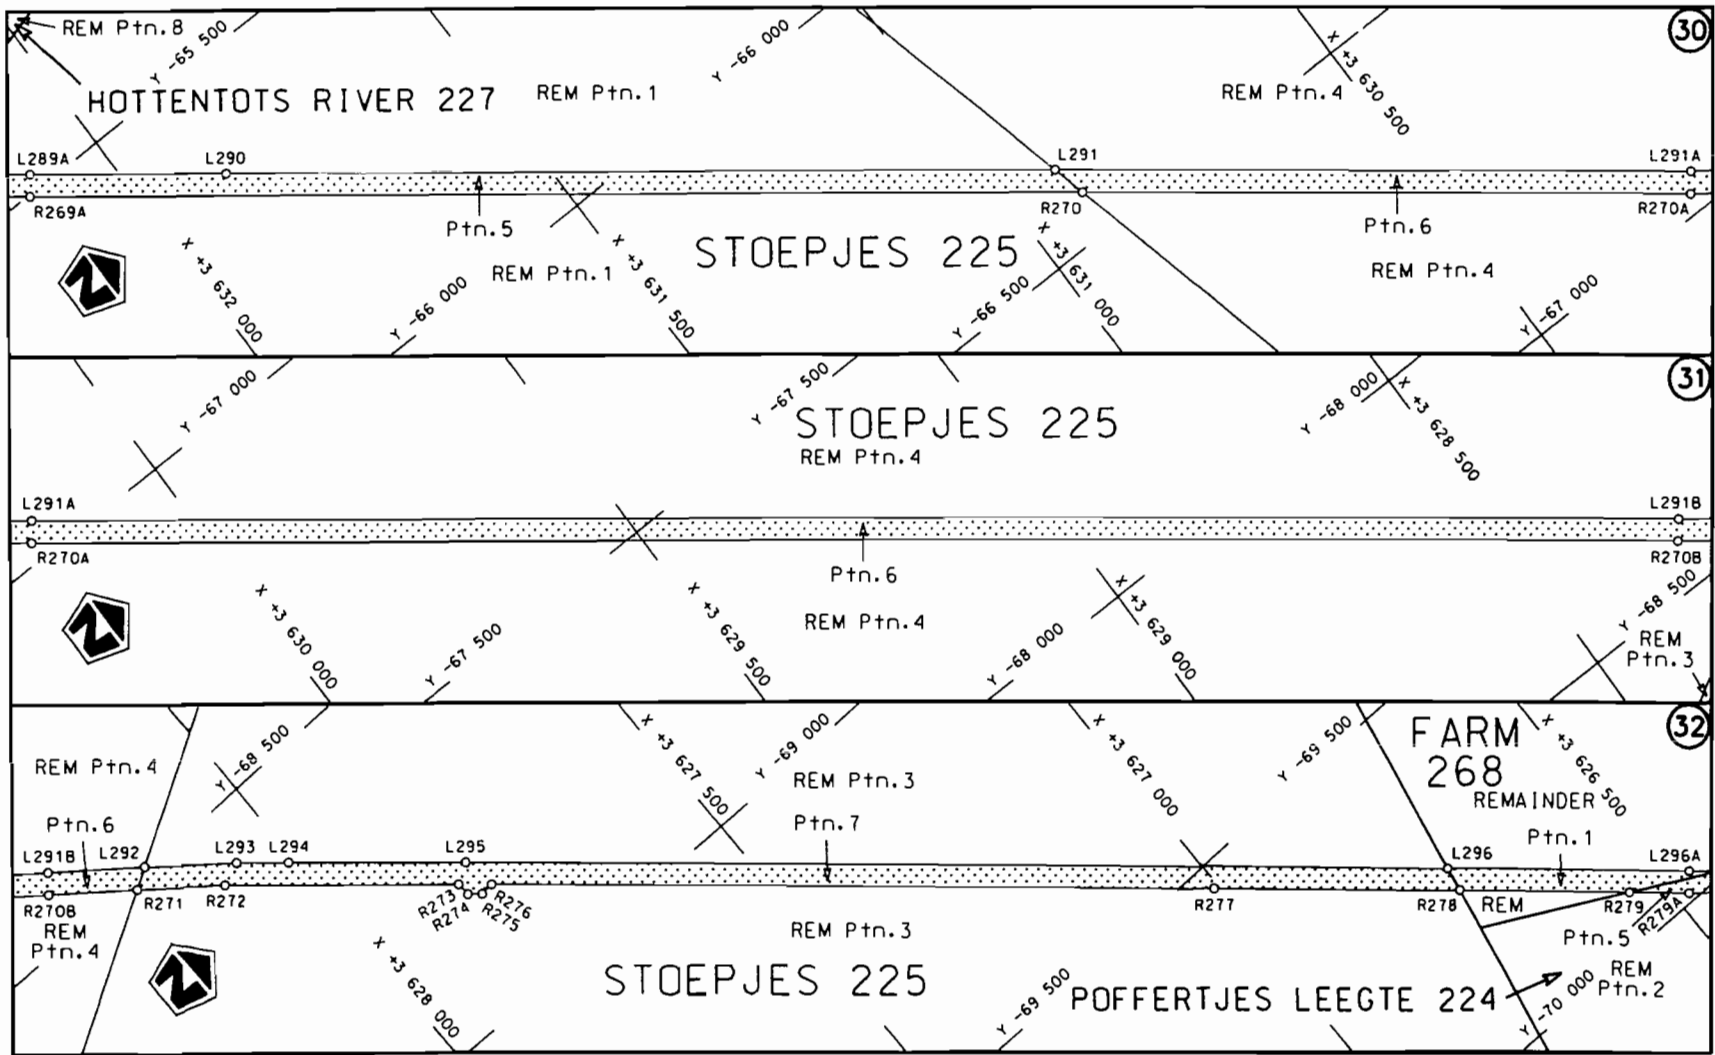 REM Ptn.8
Y -65 500
Y -66 000
X +3 630 500
30
HOTTENTOTS RIVER 227
REM Ptn.1
REM Ptn.4
L289A
L290
L291
L291A
R269A
Ptn.5
R270
Ptn.6
R270A
X +3 632 000
REM Ptn.1
X +3 631 500
STOEPJES 225
X +3 631 000
REM Ptn.4
Y -66 000
Y -66 500
Y -67 000
31
Y -67 000
Y -67 500
Y -68 000
X +3 628 500
STOEPJES 225
REM Ptn.4
L291A
L291B
R270A
Ptn.6
R270B
X +3 630 000
Y -67 500
X +3 629 500
REM Ptn.4
Y -68 000
X +3 629 000
Y -68 500
REM
Ptn.3
32
REM Ptn.4
Y -68 500
X +3 627 500
Y -69 000
REM Ptn.3
X +3 627 000
Y -69 500
FARM
268
REMAINDER
X +3 626 500
Ptn.6
Ptn.7
Ptn.1
L291B
L292
L293
L294
L295
L296
L296A
R270B
R271
R272
R273
R274
R275
R276
R277
R278
REM
R279
R279A
REM
Ptn.4
X +3 628 000
REM Ptn.3
Ptn.5
STOEPJES 225
Y -69 500
POFFERTJES LEEGTE 224
Y -70 000
REM
Ptn.2